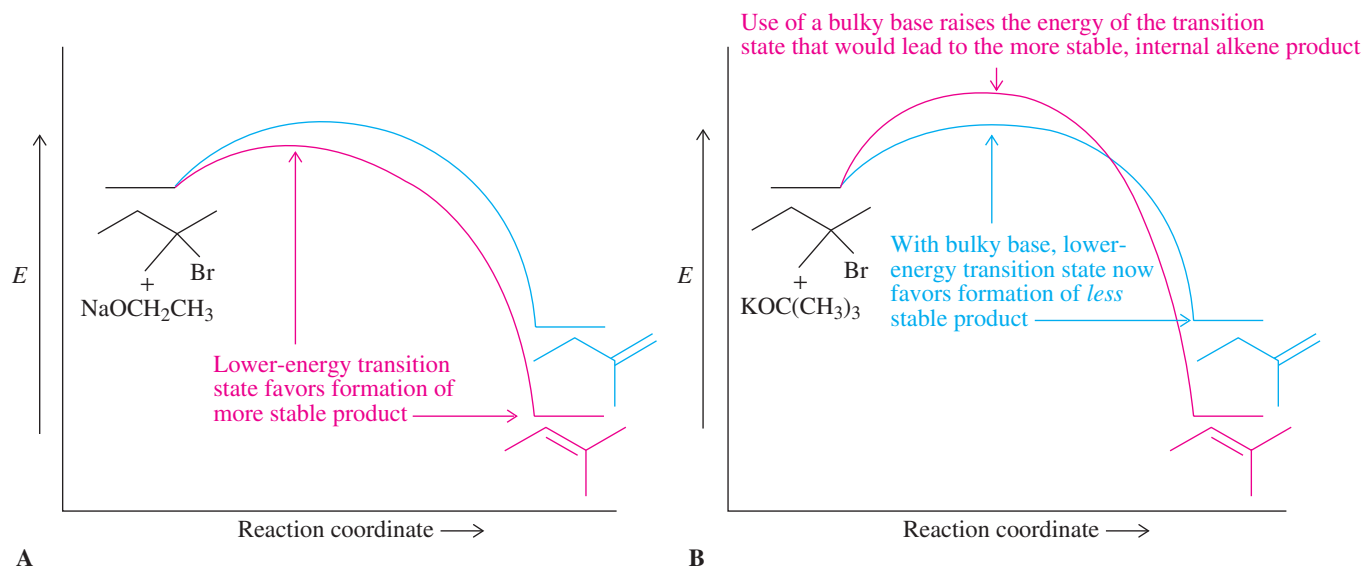 E
Br
+
NaOCH₂CH₃
Lower-energy transition
state favors formation of
more stable product
Reaction coordinate
A
Use of a bulky base raises the energy of the transition
state that would lead to the more stable, internal alkene product
E
Br
+
KOC(CH₃)₃
With bulky base, lower-
energy transition state now
favors formation of less
stable product
Reaction coordinate
B